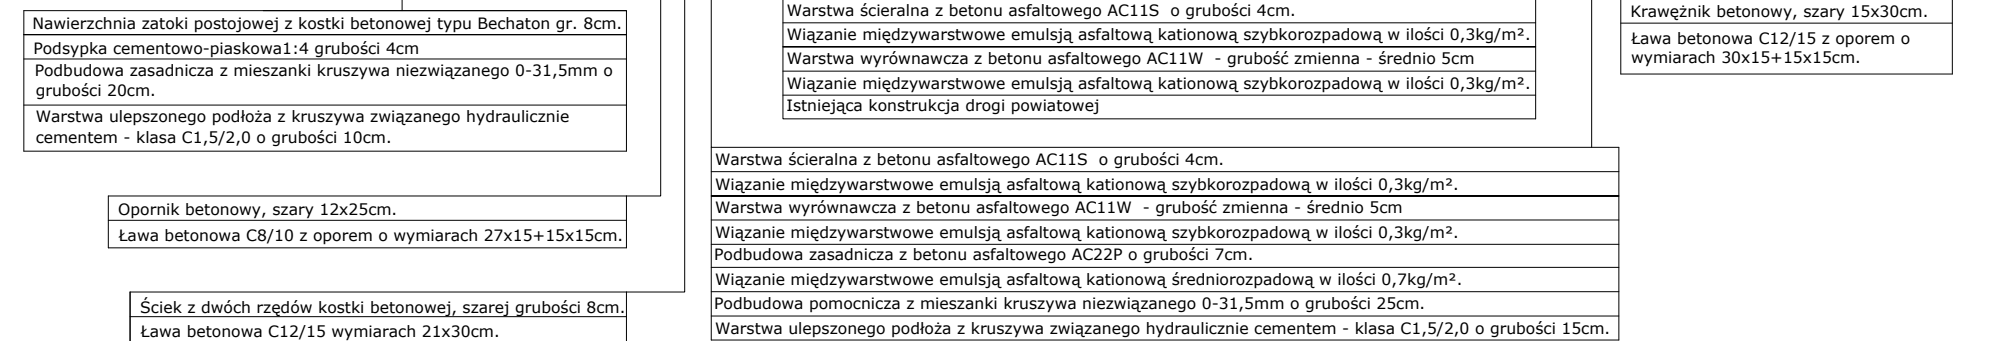 Nawierzchnia zatoki postojowej z kostki betonowej typu Bechaton gr. 8cm.
Podsypka cementowo-piaskowa1:4 grubości 4cm
Podbudowa zasadnicza z mieszanki kruszywa niezwiązanego 0-31,5mm o
grubości 20cm.
Warstwa ulepszonego podłoża z kruszywa związanego hydraulicznie
cementem - klasa C1,5/2,0 o grubości 10cm.
Opornik betonowy, szary 12x25cm.
Ława betonowa C8/10 z oporem o wymiarach 27x15+15x15cm.
Ściek z dwóch rzędów kostki betonowej, szarej grubości 8cm.
Ława betonowa C12/15 wymiarach 21x30cm.
Warstwa ścieralna z betonu asfaltowego AC11S o grubości 4cm.
Wiązanie międzywarstwowe emulsją asfaltową kationową szybkorozpadową w ilości 0,3kg/m².
Warstwa wyrównawcza z betonu asfaltowego AC11W - grubość zmienna - średnio 5cm
Wiązanie międzywarstwowe emulsją asfaltową kationową szybkorozpadową w ilości 0,3kg/m².
Istniejąca konstrukcja drogi powiatowej
Warstwa ścieralna z betonu asfaltowego AC11S o grubości 4cm.
Wiązanie międzywarstwowe emulsją asfaltową kationową szybkorozpadową w ilości 0,3kg/m².
Warstwa wyrównawcza z betonu asfaltowego AC11W - grubość zmienna - średnio 5cm
Wiązanie międzywarstwowe emulsją asfaltową kationową szybkorozpadową w ilości 0,3kg/m².
Podbudowa zasadnicza z betonu asfaltowego AC22P o grubości 7cm.
Wiązanie międzywarstwowe emulsją asfaltową kationową średniorozpadową w ilości 0,7kg/m².
Podbudowa pomocnicza z mieszanki kruszywa niezwiązanego 0-31,5mm o grubości 25cm.
Warstwa ulepszonego podłoża z kruszywa związanego hydraulicznie cementem - klasa C1,5/2,0 o grubości 15cm.
Krawężnik betonowy, szary 15x30cm.
Ława betonowa C12/15 z oporem o
wymiarach 30x15+15x15cm.